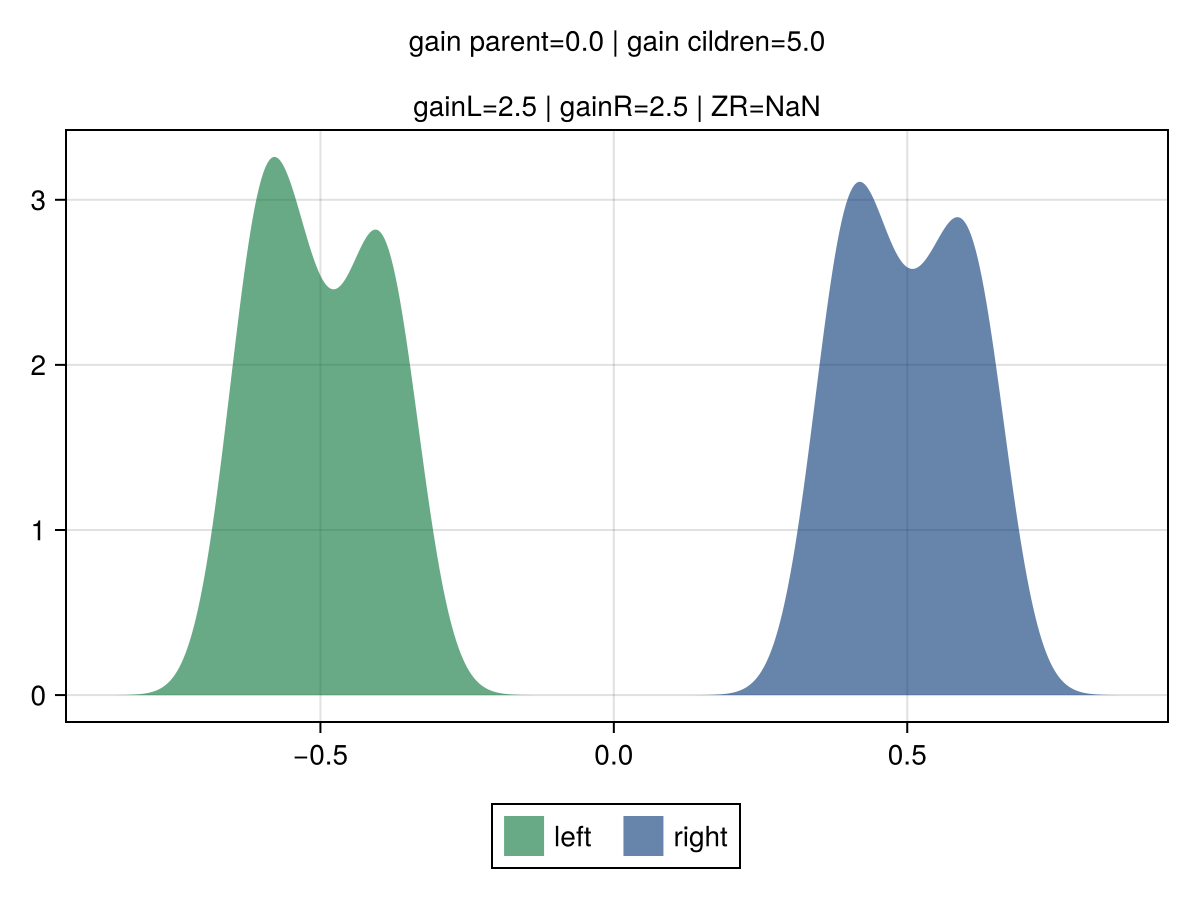 gain parent=0.0 | gain cildren=5.0
gainL=2.5 | gainR=2.5 | ZR=NaN
3
2
1
0
−0.5 0.0 0.5
left right